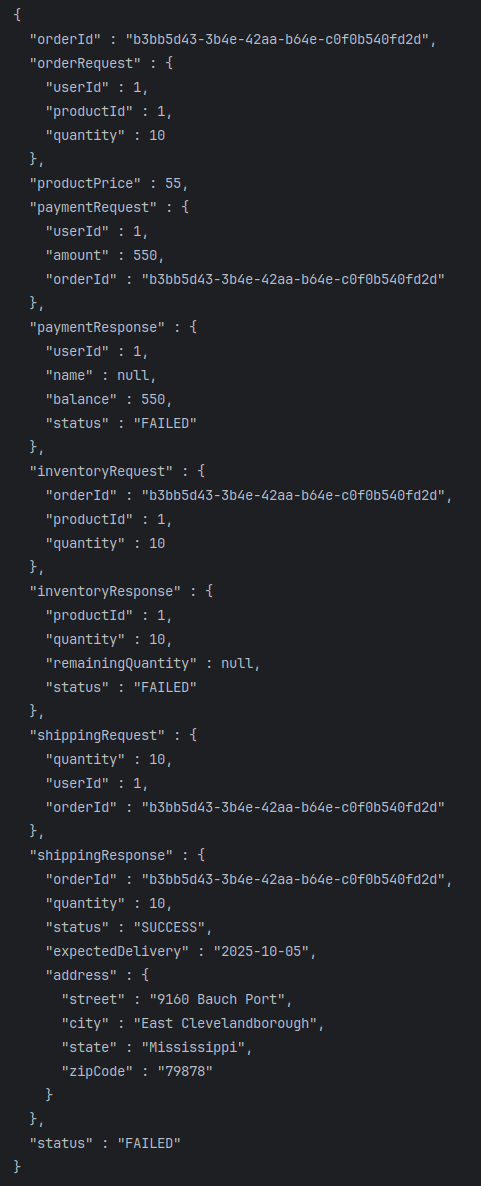 {
  "orderId" : "b3bb5d43-3b4e-42aa-b64e-c0f0b540fd2d",
  "orderRequest" : {
    "userId" : 1,
    "productId" : 1,
    "quantity" : 10
  },
  "productPrice" : 55,
  "paymentRequest" : {
    "userId" : 1,
    "amount" : 550,
    "orderId" : "b3bb5d43-3b4e-42aa-b64e-c0f0b540fd2d"
  },
  "paymentResponse" : {
    "userId" : 1,
    "name" : null,
    "balance" : 550,
    "status" : "FAILED"
  },
  "inventoryRequest" : {
    "orderId" : "b3bb5d43-3b4e-42aa-b64e-c0f0b540fd2d",
    "productId" : 1,
    "quantity" : 10
  },
  "inventoryResponse" : {
    "productId" : 1,
    "quantity" : 10,
    "remainingQuantity" : null,
    "status" : "FAILED"
  },
  "shippingRequest" : {
    "quantity" : 10,
    "userId" : 1,
    "orderId" : "b3bb5d43-3b4e-42aa-b64e-c0f0b540fd2d"
  },
  "shippingResponse" : {
    "orderId" : "b3bb5d43-3b4e-42aa-b64e-c0f0b540fd2d",
    "quantity" : 10,
    "status" : "SUCCESS",
    "expectedDelivery" : "2025-10-05",
    "address" : {
      "street" : "9160 Bauch Port",
      "city" : "East Clevelandborough",
      "state" : "Mississippi",
      "zipCode" : "79878"
    }
  },
  "status" : "FAILED"
}